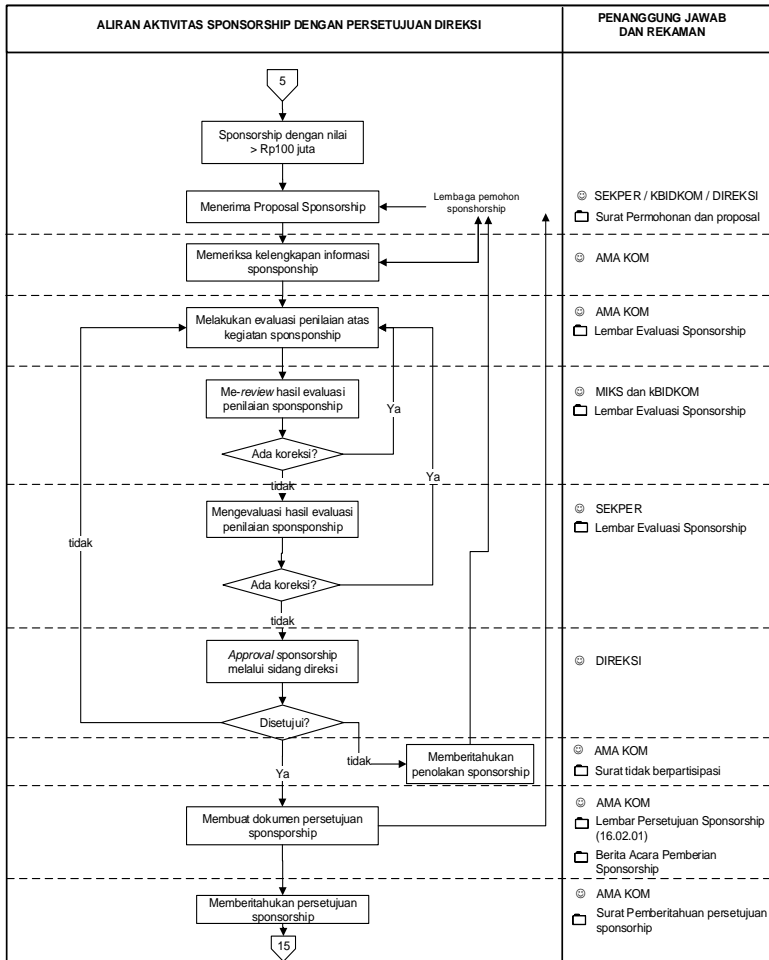 ALIRAN AKTIVITAS SPONSORSHIP DENGAN PERSETUJUAN DIREKSI
PENANGGUNG JAWAB
DAN REKAMAN
5
Sponsorship dengan nilai
> Rp100 juta
Menerima Proposal Sponsorship
Lembaga pemohon
sponshorship
SEKPER / KBIDKOM / DIREKSI
Surat Permohonan dan proposal
Memeriksa kelengkapan informasi
sponsponship
AMA KOM
Melakukan evaluasi penilaian atas
kegiatan sponsponship
AMA KOM
Lembar Evaluasi Sponsorship
Me-review hasil evaluasi
penilaian sponsponship
Ya
MIKS dan kBIDKOM
Lembar Evaluasi Sponsorship
Ada koreksi?
Ya
tidak
Mengevaluasi hasil evaluasi
penilaian sponsponship
tidak
SEKPER
Lembar Evaluasi Sponsorship
Ada koreksi?
tidak
Approval sponsorship
melalui sidang direksi
DIREKSI
Disetujui?
tidak
Ya
Memberitahukan
penolakan sponsorship
AMA KOM
Surat tidak berpartisipasi
Membuat dokumen persetujuan
sponsporship
AMA KOM
Lembar Persetujuan Sponsorship
(16.02.01)
Berita Acara Pemberian
Sponsorship
Memberitahukan persetujuan
sponsorship
AMA KOM
Surat Pemberitahuan persetujuan
sponsorhip
15